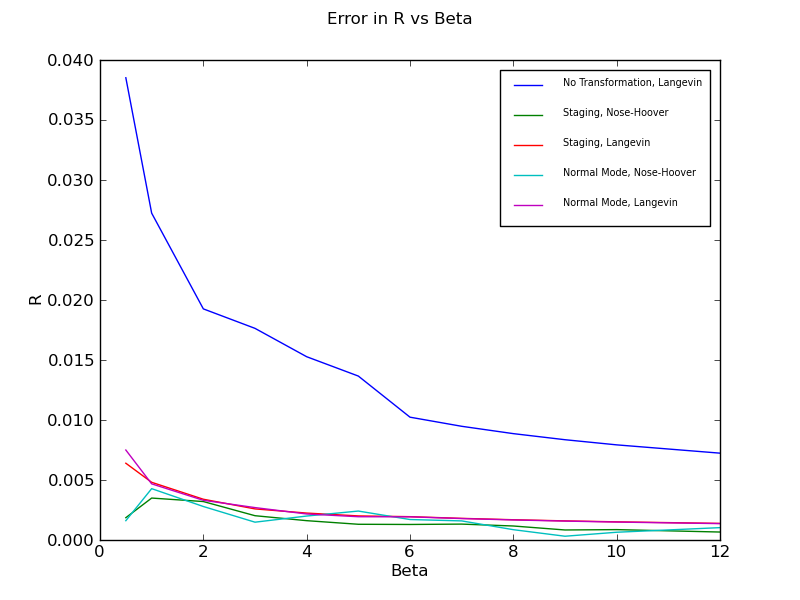 Error in R vs Beta
0.040
0.035
0.030
0.025
0.020
0.015
0.010
0.005
0.000
R
No Transformation, Langevin
Staging, Nose-Hoover
Staging, Langevin
Normal Mode, Nose-Hoover
Normal Mode, Langevin
0 2 4 6 8 10 12
Beta